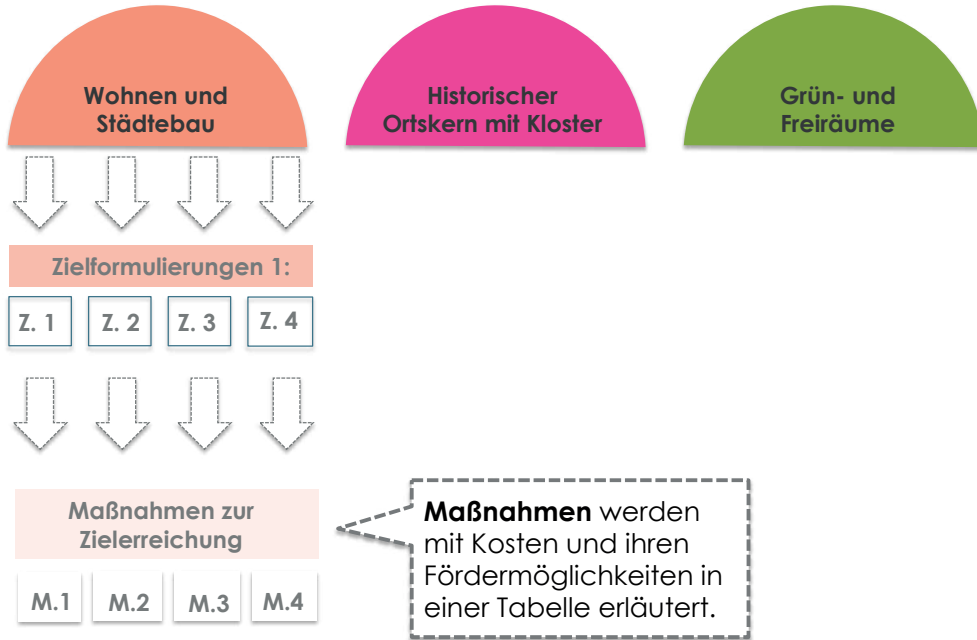 Wohnen und
Städtebau
Historischer
Ortskern mit Kloster
Grün- und
Freiräume
Zielformulierungen 1:
Z. 1
Z. 2
Z. 3
Z. 4
Maßnahmen zur
Zielerreichung
M.1
M.2
M.3
M.4
Maßnahmen werden
mit Kosten und ihren
Fördermöglichkeiten in
einer Tabelle erläutert.